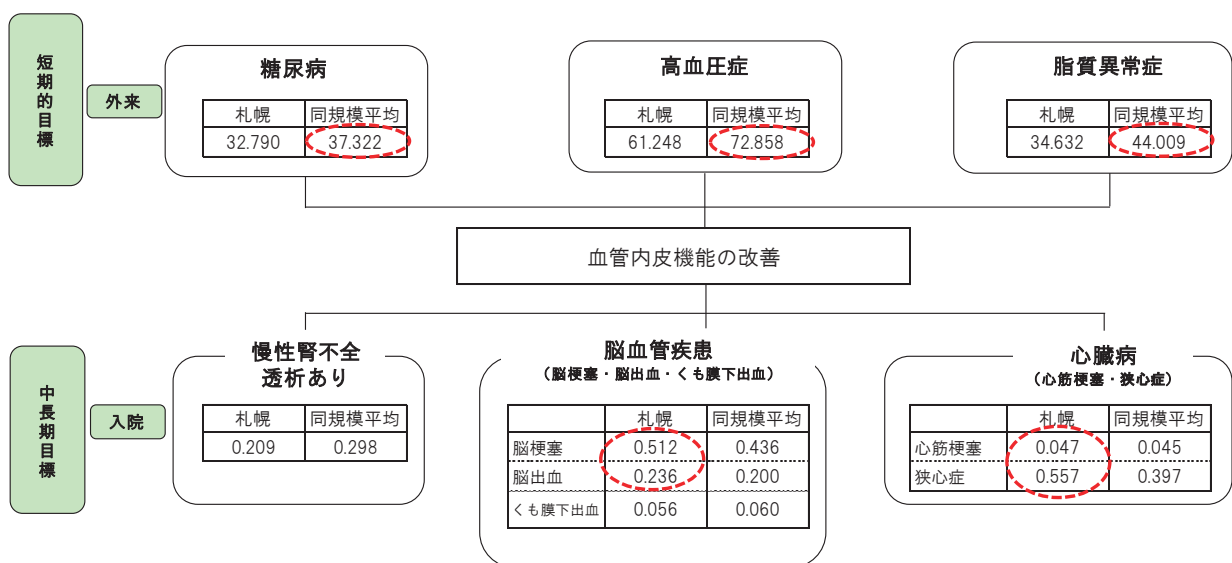 短期的目標
外来
糖尿病
札幌 同規模平均
32.790 37.322
高血圧症
札幌 同規模平均
61.248 72.858
脂質異常症
札幌 同規模平均
34.632 44.009
血管内皮機能の改善
中長期目標
入院
慢性腎不全
透析あり
札幌 同規模平均
0.209 0.298
脳血管疾患
(脳梗塞・脳出血・くも膜下出血)
札幌 同規模平均
脳梗塞 0.512 0.436
脳出血 0.236 0.200
くも膜下出血 0.056 0.060
心臓病
(心筋梗塞・狭心症)
札幌 同規模平均
心筋梗塞 0.047 0.045
狭心症 0.557 0.397